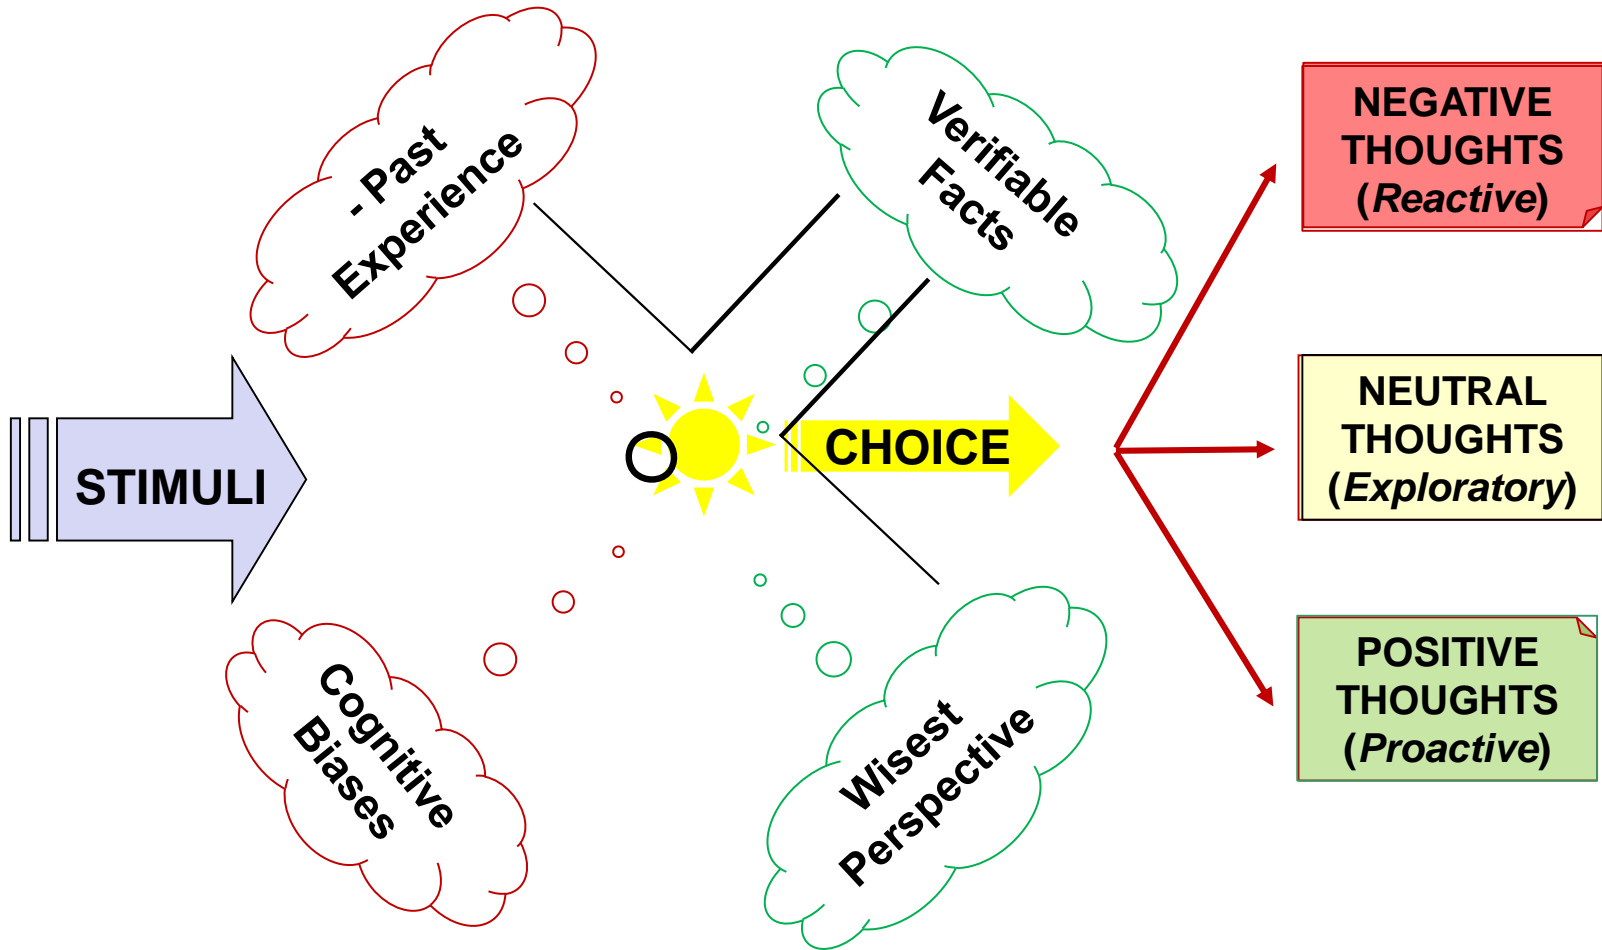 - Past
Experience
Verifiable
Facts
STIMULI
CHOICE
Cognitive
Biases
Wisest
Perspective
NEGATIVE
THOUGHTS
(Reactive)
NEUTRAL
THOUGHTS
(Exploratory)
POSITIVE
THOUGHTS
(Proactive)